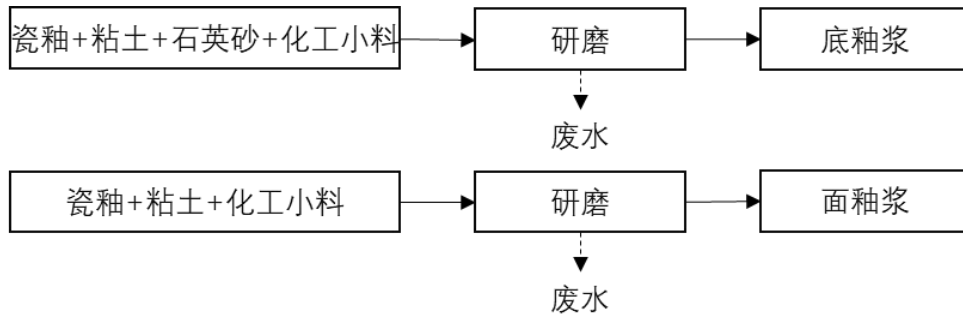 瓷釉+粘土+石英砂+化工小料
研磨
底釉浆
废水
瓷釉+粘土+化工小料
研磨
面釉浆
废水